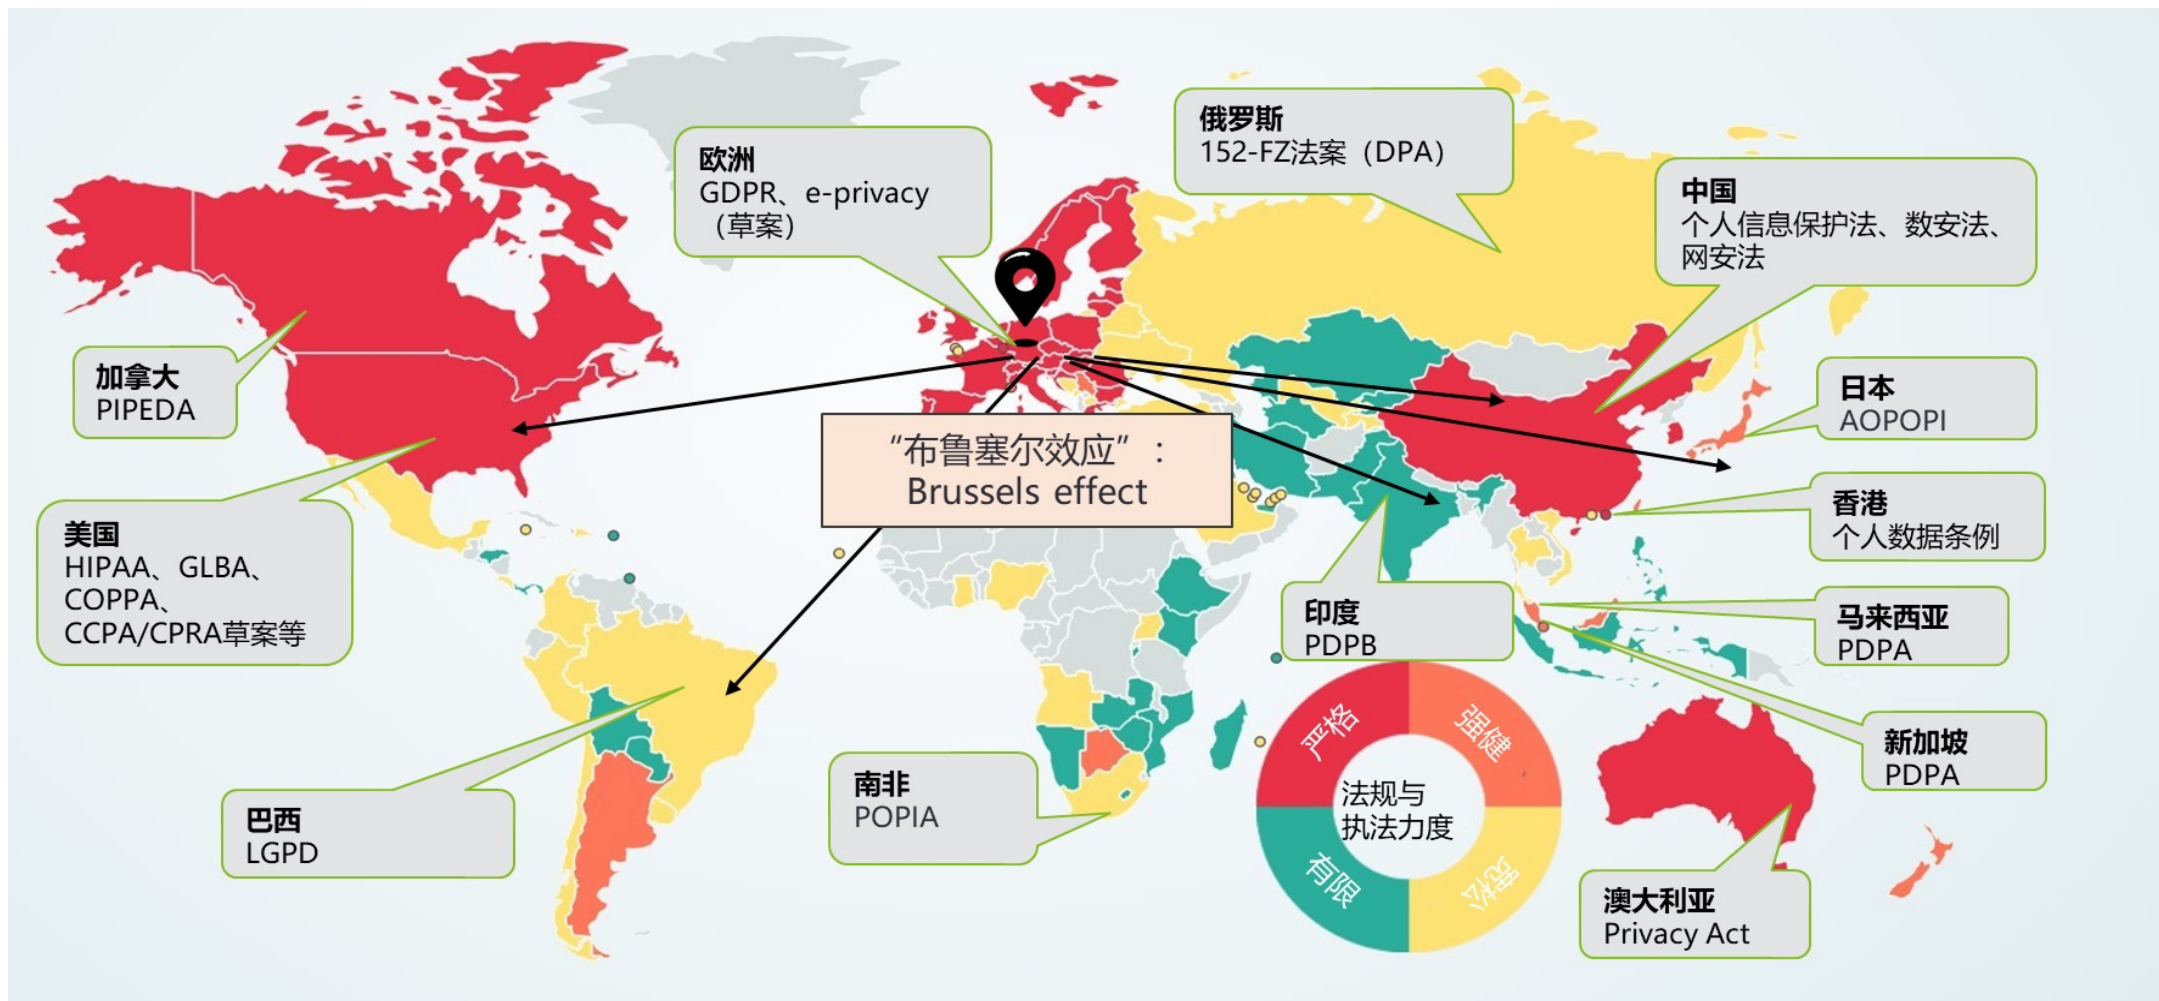 欧洲
GDPR、e-privacy
（草案）
俄罗斯
152-FZ法案（DPA）
中国
个人信息保护法、数安法、
网安法
加拿大
PIPEDA
日本
AOPOPI
“布鲁塞尔效应”：
Brussels effect
美国
HIPAA、GLBA、
COPPA、
CCPA/CPRA草案等
香港
个人数据条例
印度
PDPB
马来西亚
PDPA
新加坡
PDPA
巴西
LGPD
南非
POPIA
严格
强健
法规与
执法力度
有限
宽松
澳大利亚
Privacy Act